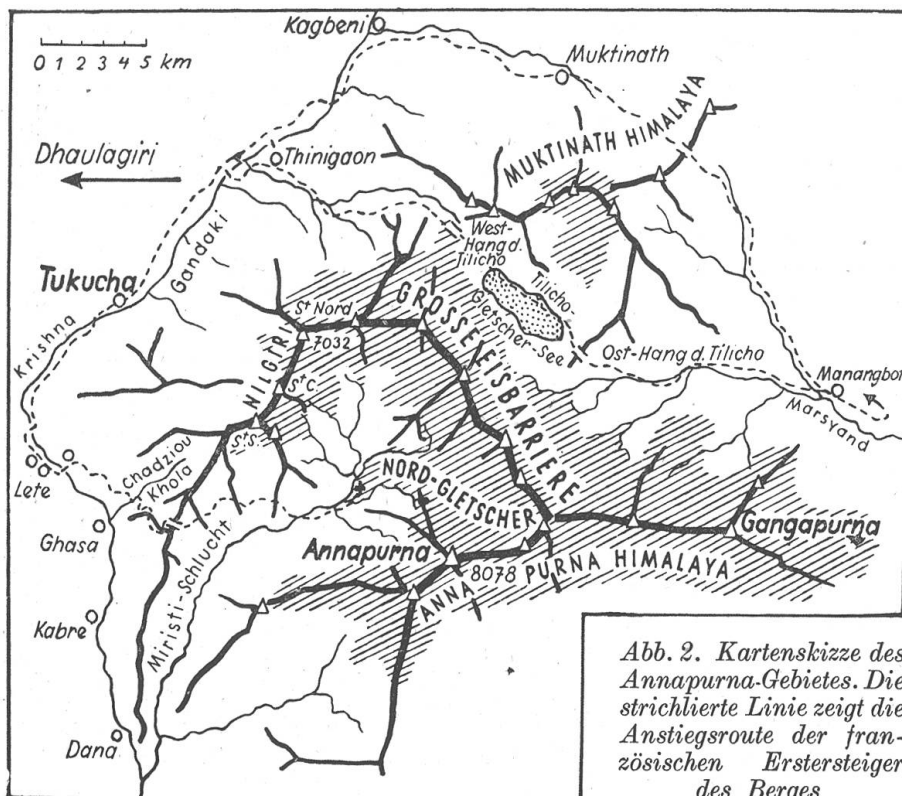 Kagbeni
0 1 2 3 4 5 km
Muktinath
MUKTINATH HIMALAYA
Dhaulagiri
Thinigaon
West-
Hang d.
Tilicho
Tukucha
Gandaki
Krishna
St Nord
7032
GROSSE EISBARRIERE
Tilicho-
Gletscher-See
Ost-Hang d. Tilicho
Manangbot
Marsyand
NILGIRI
St C.
St S.
Chadziou
Khola
Lete
NORD-GLETSCHER
Ghasa
Miristi-Schlucht
Annapurna
8078
Gangapurna
ANNAPURNA HIMALAYA
Kabre
Dana
Abb. 2. Kartenskizze des
Annapurna-Gebietes. Die
strichlierte Linie zeigt die
Anstiegsroute der fran-
zösischen Erstersteiger
des Berges